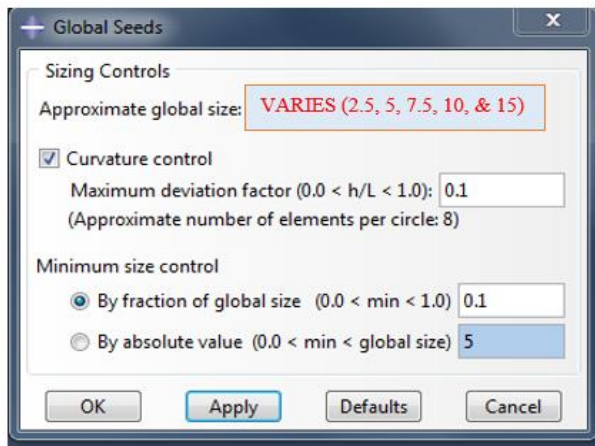 Global Seeds
x
Sizing Controls
Approximate global size: VARIES (2.5, 5, 7.5, 10, & 15)
Curvature control
Maximum deviation factor (0.0 < h/L < 1.0): 0.1
(Approximate number of elements per circle: 8)
Minimum size control
By fraction of global size (0.0 < min < 1.0) 0.1
By absolute value (0.0 < min < global size) 5
OK Apply Defaults Cancel